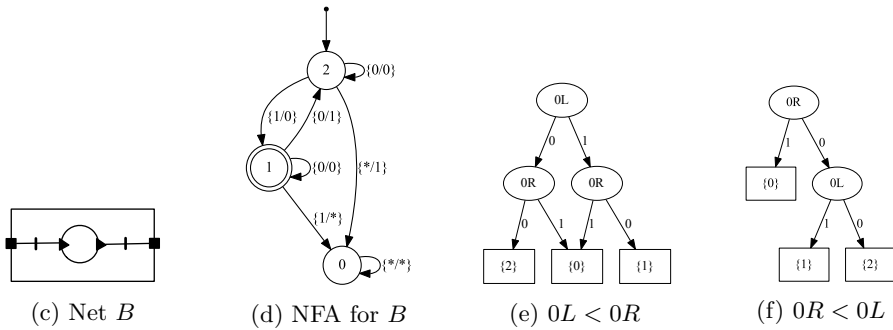 2
{0/0}
{1/0}
{0/1}
1
{0/0}
{*/1}
{1/*}
0
{*/*}
0L
0
1
0R
0R
0
1
1
0
{2}
{0}
{1}
0R
1
0
{0}
0L
1
0
{1}
{2}
(c) Net B
(d) NFA for B
(e) 0L < 0R
(f) 0R < 0L